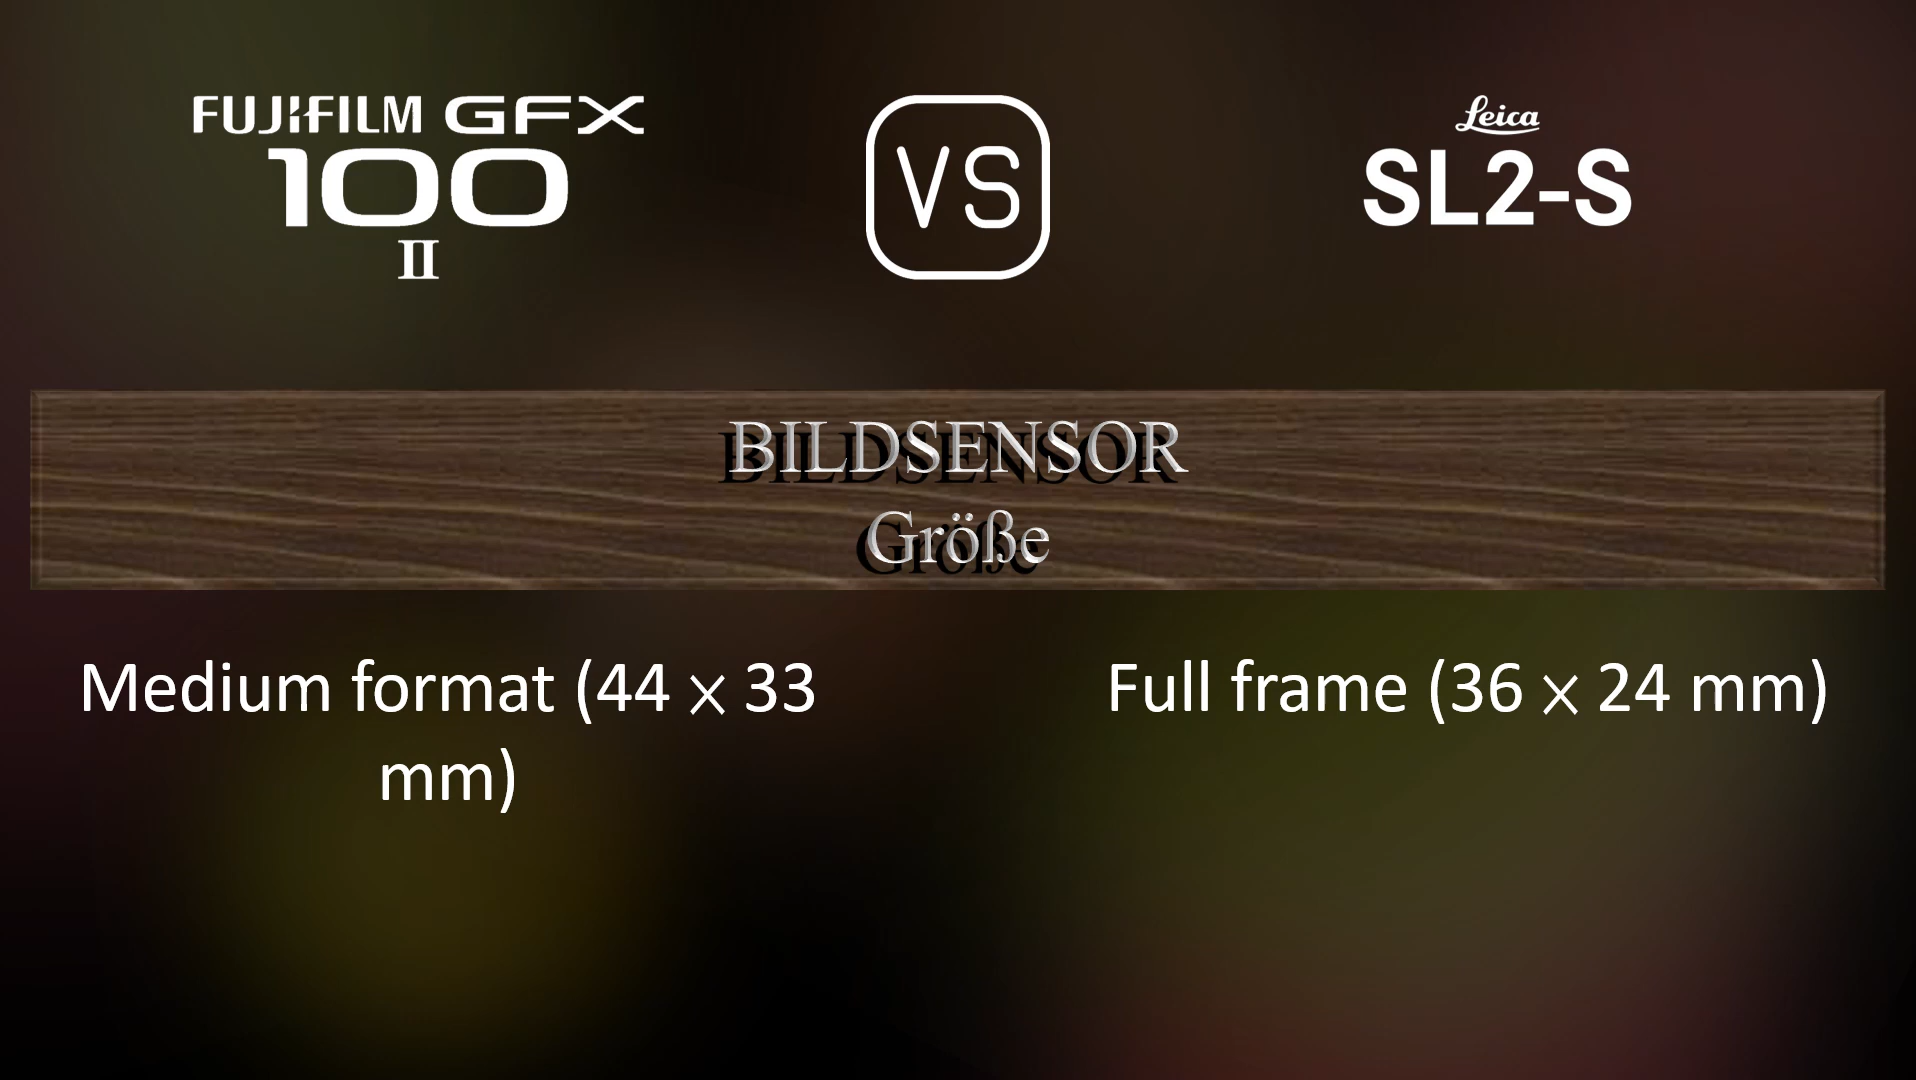 FUJIFILM GFX
100
II
VS
Leica
SL2-S
BILDSENSOR
Größe
Medium format (44 x 33
mm)
Full frame (36 x 24 mm)